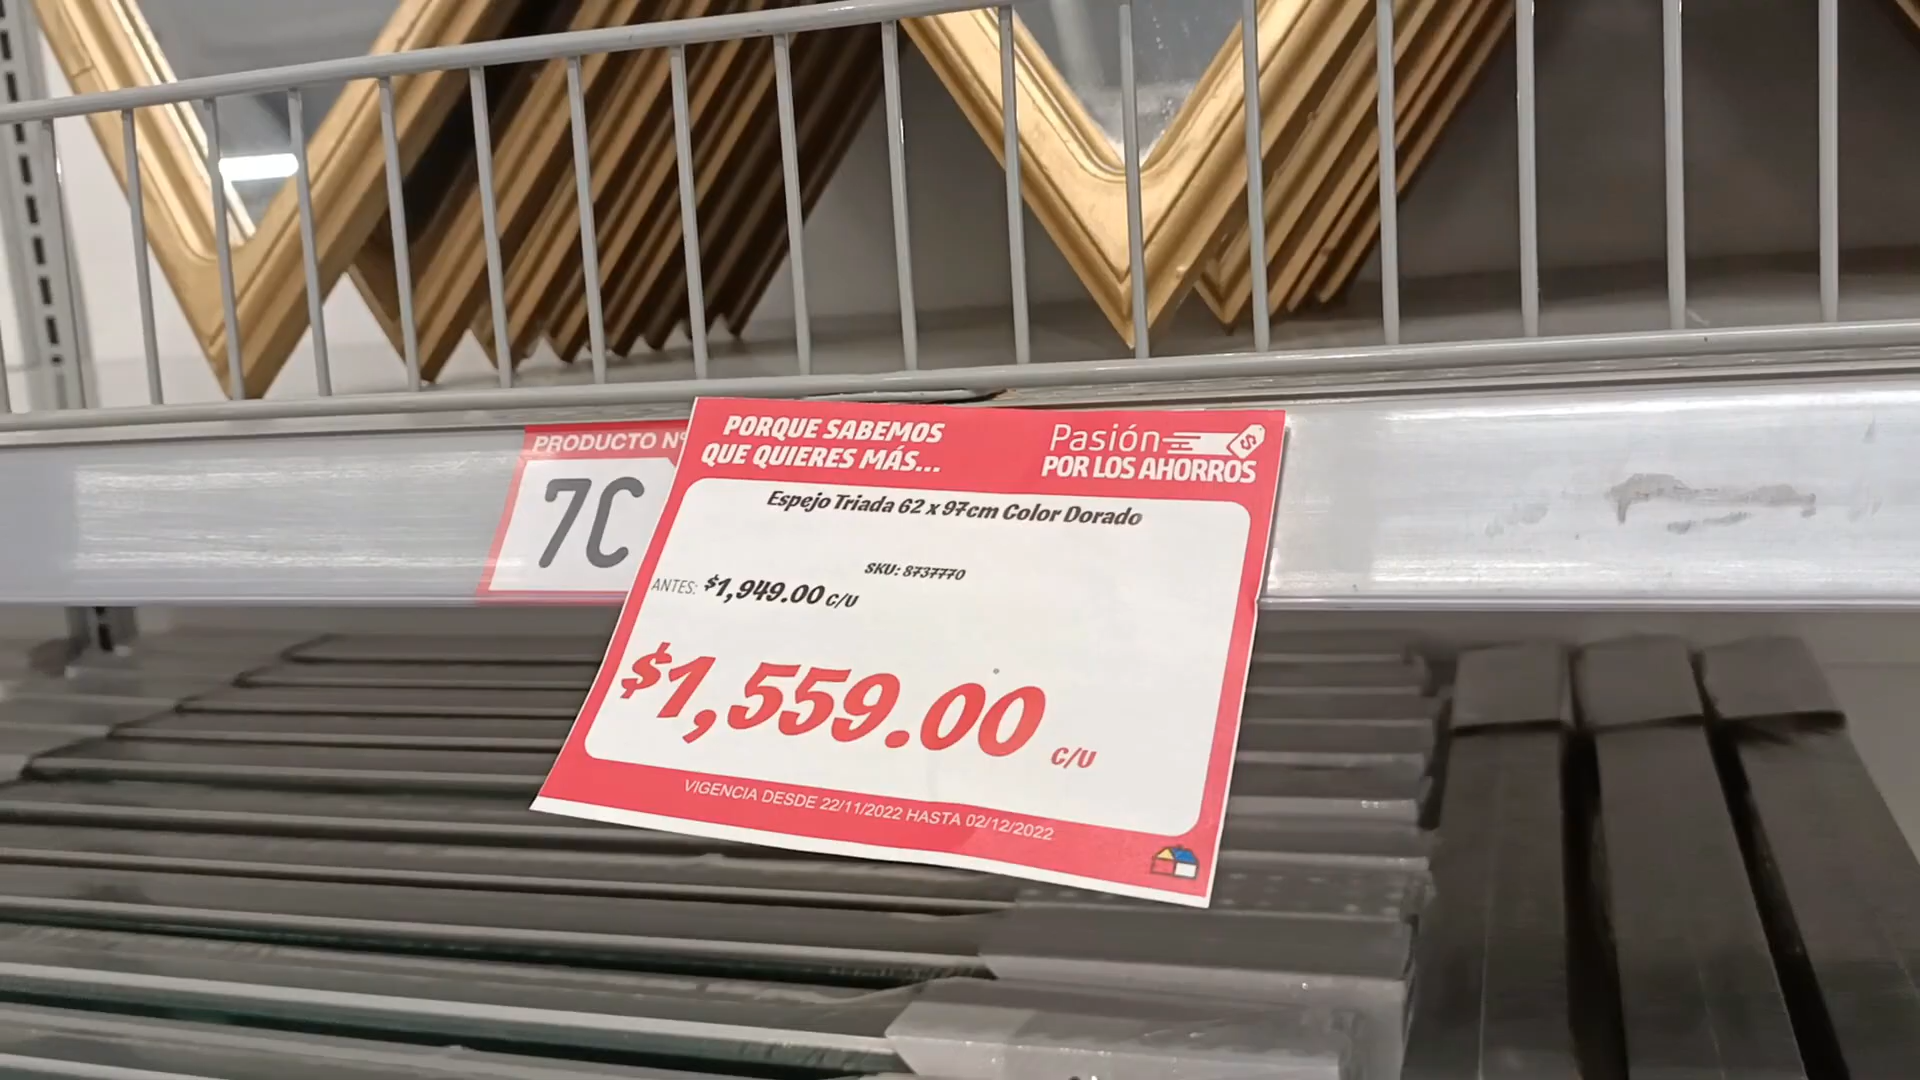 PRODUCTO Nº
7C
PORQUE SABEMOS
QUE QUIERES MÁS...
Pasión
POR LOS AHORROS
Espejo Triada 62 x 97cm Color Dorado
SKU: 8737770
ANTES: $1,949.00 C/U
$1,559.00 C/U
VIGENCIA DESDE 22/11/2022 HASTA 02/12/2022